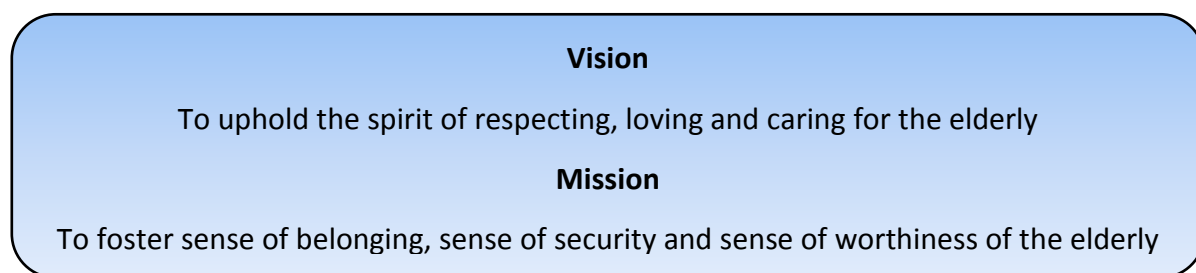 Vision
To uphold the spirit of respecting, loving and caring for the elderly
Mission
To foster sense of belonging, sense of security and sense of worthiness of the elderly